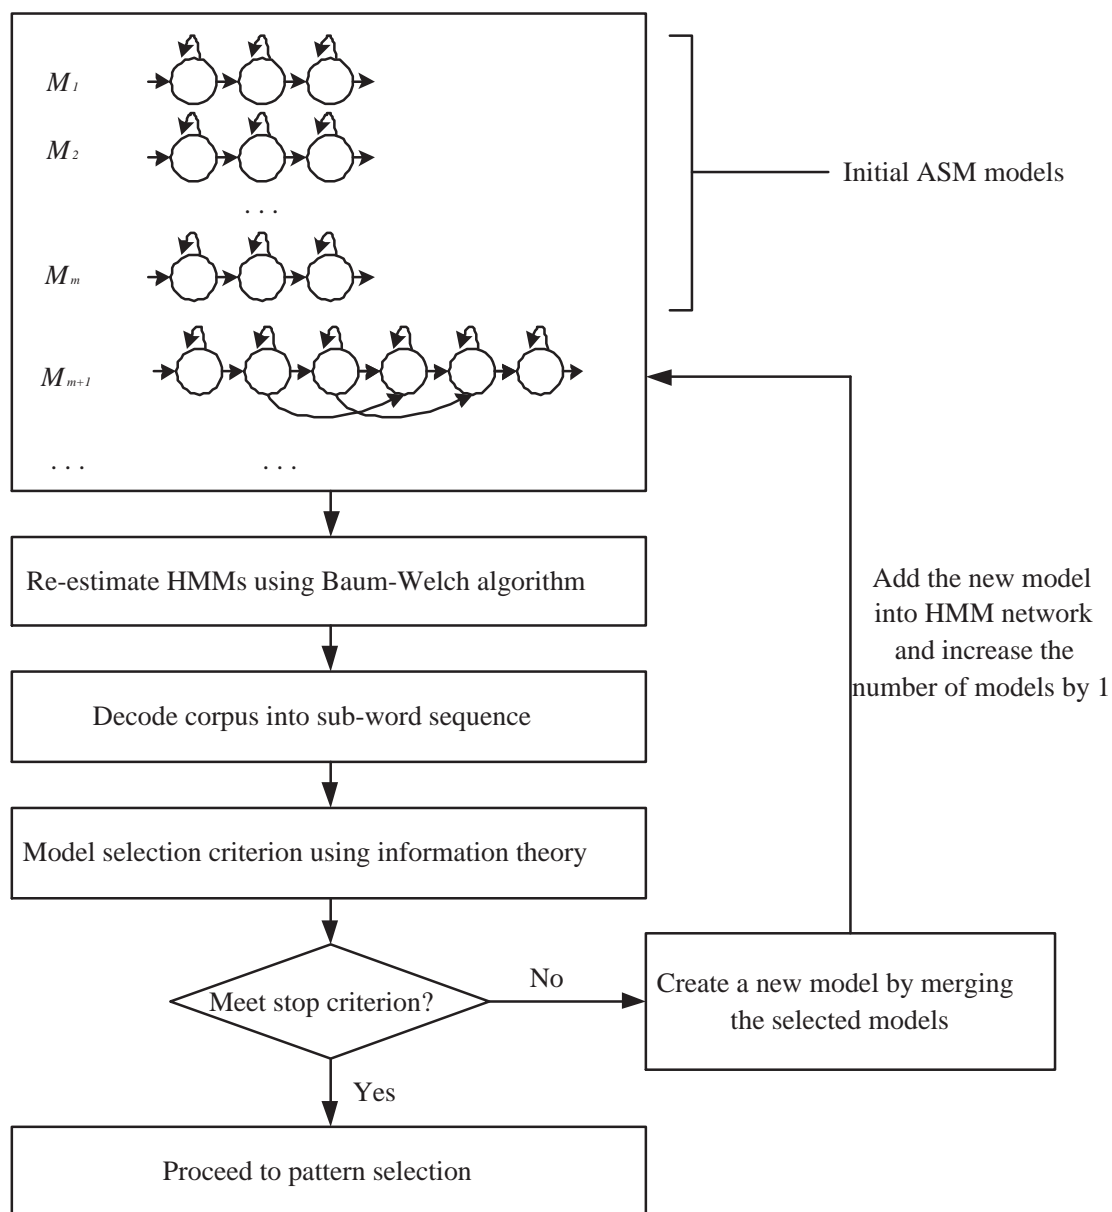 M1
M2
Initial ASM models
. . .
Mm
Mm+1
. . . . . .
Re-estimate HMMs using Baum-Welch algorithm
Add the new model
into HMM network
and increase the
number of models by 1
Decode corpus into sub-word sequence
Model selection criterion using information theory
Meet stop criterion?
No
Create a new model by merging
the selected models
Yes
Proceed to pattern selection